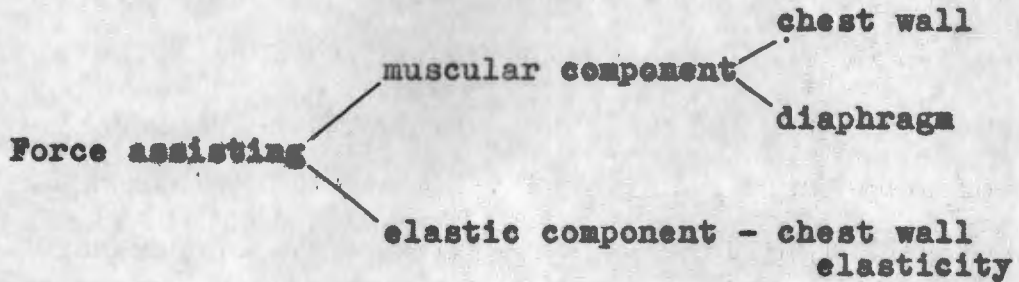 chest wall
muscular component
diaphragm
Force assisting
elastic component - chest wall
elasticity